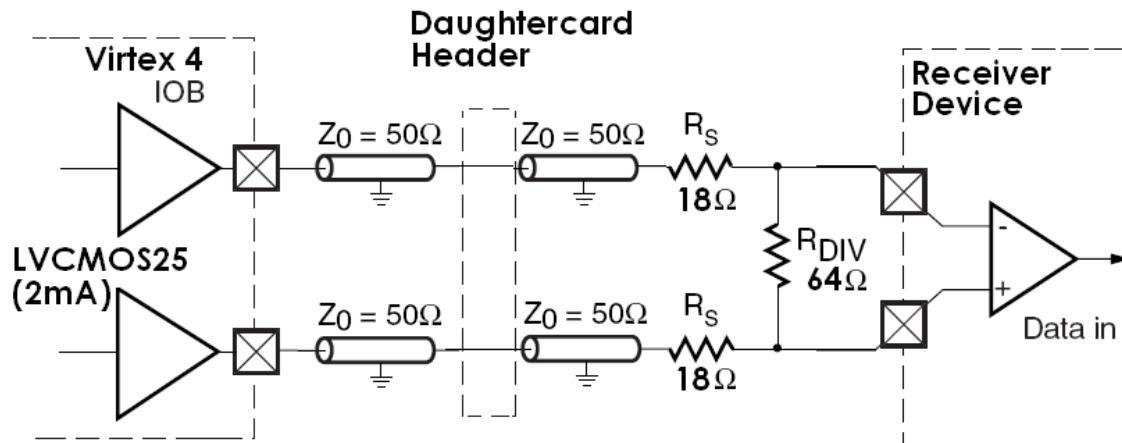 Daughtercard
Header
Virtex 4
IOB
Receiver
Device
Z0 = 50Ω
Z0 = 50Ω
RS
18Ω
RDIV
64Ω
-
+
LVCMOS25
(2mA)
Z0 = 50Ω
Z0 = 50Ω
RS
18Ω
Data in